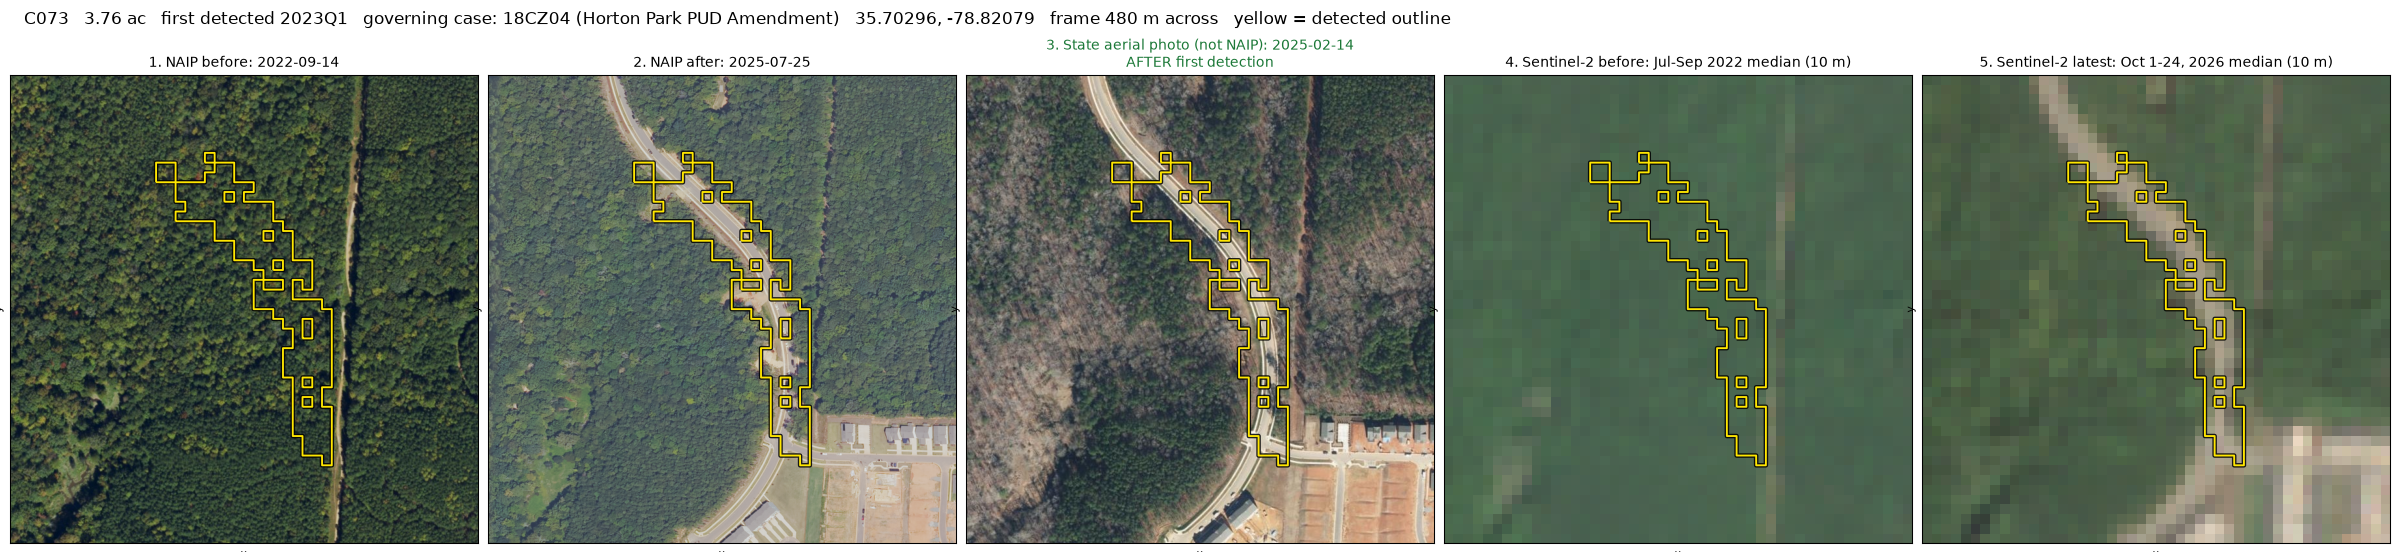 C073   3.76 ac   first detected 2023Q1   governing case: 18CZ04 (Horton Park PUD Amendment)   35.70296, -78.82079   frame 480 m across   yellow = detected outline
1. NAIP before: 2022-09-14
2. NAIP after: 2025-07-25
3. State aerial photo (not NAIP): 2025-02-14
AFTER first detection
4. Sentinel-2 before: Jul-Sep 2022 median (10 m)
5. Sentinel-2 latest: Oct 1-24, 2026 median (10 m)